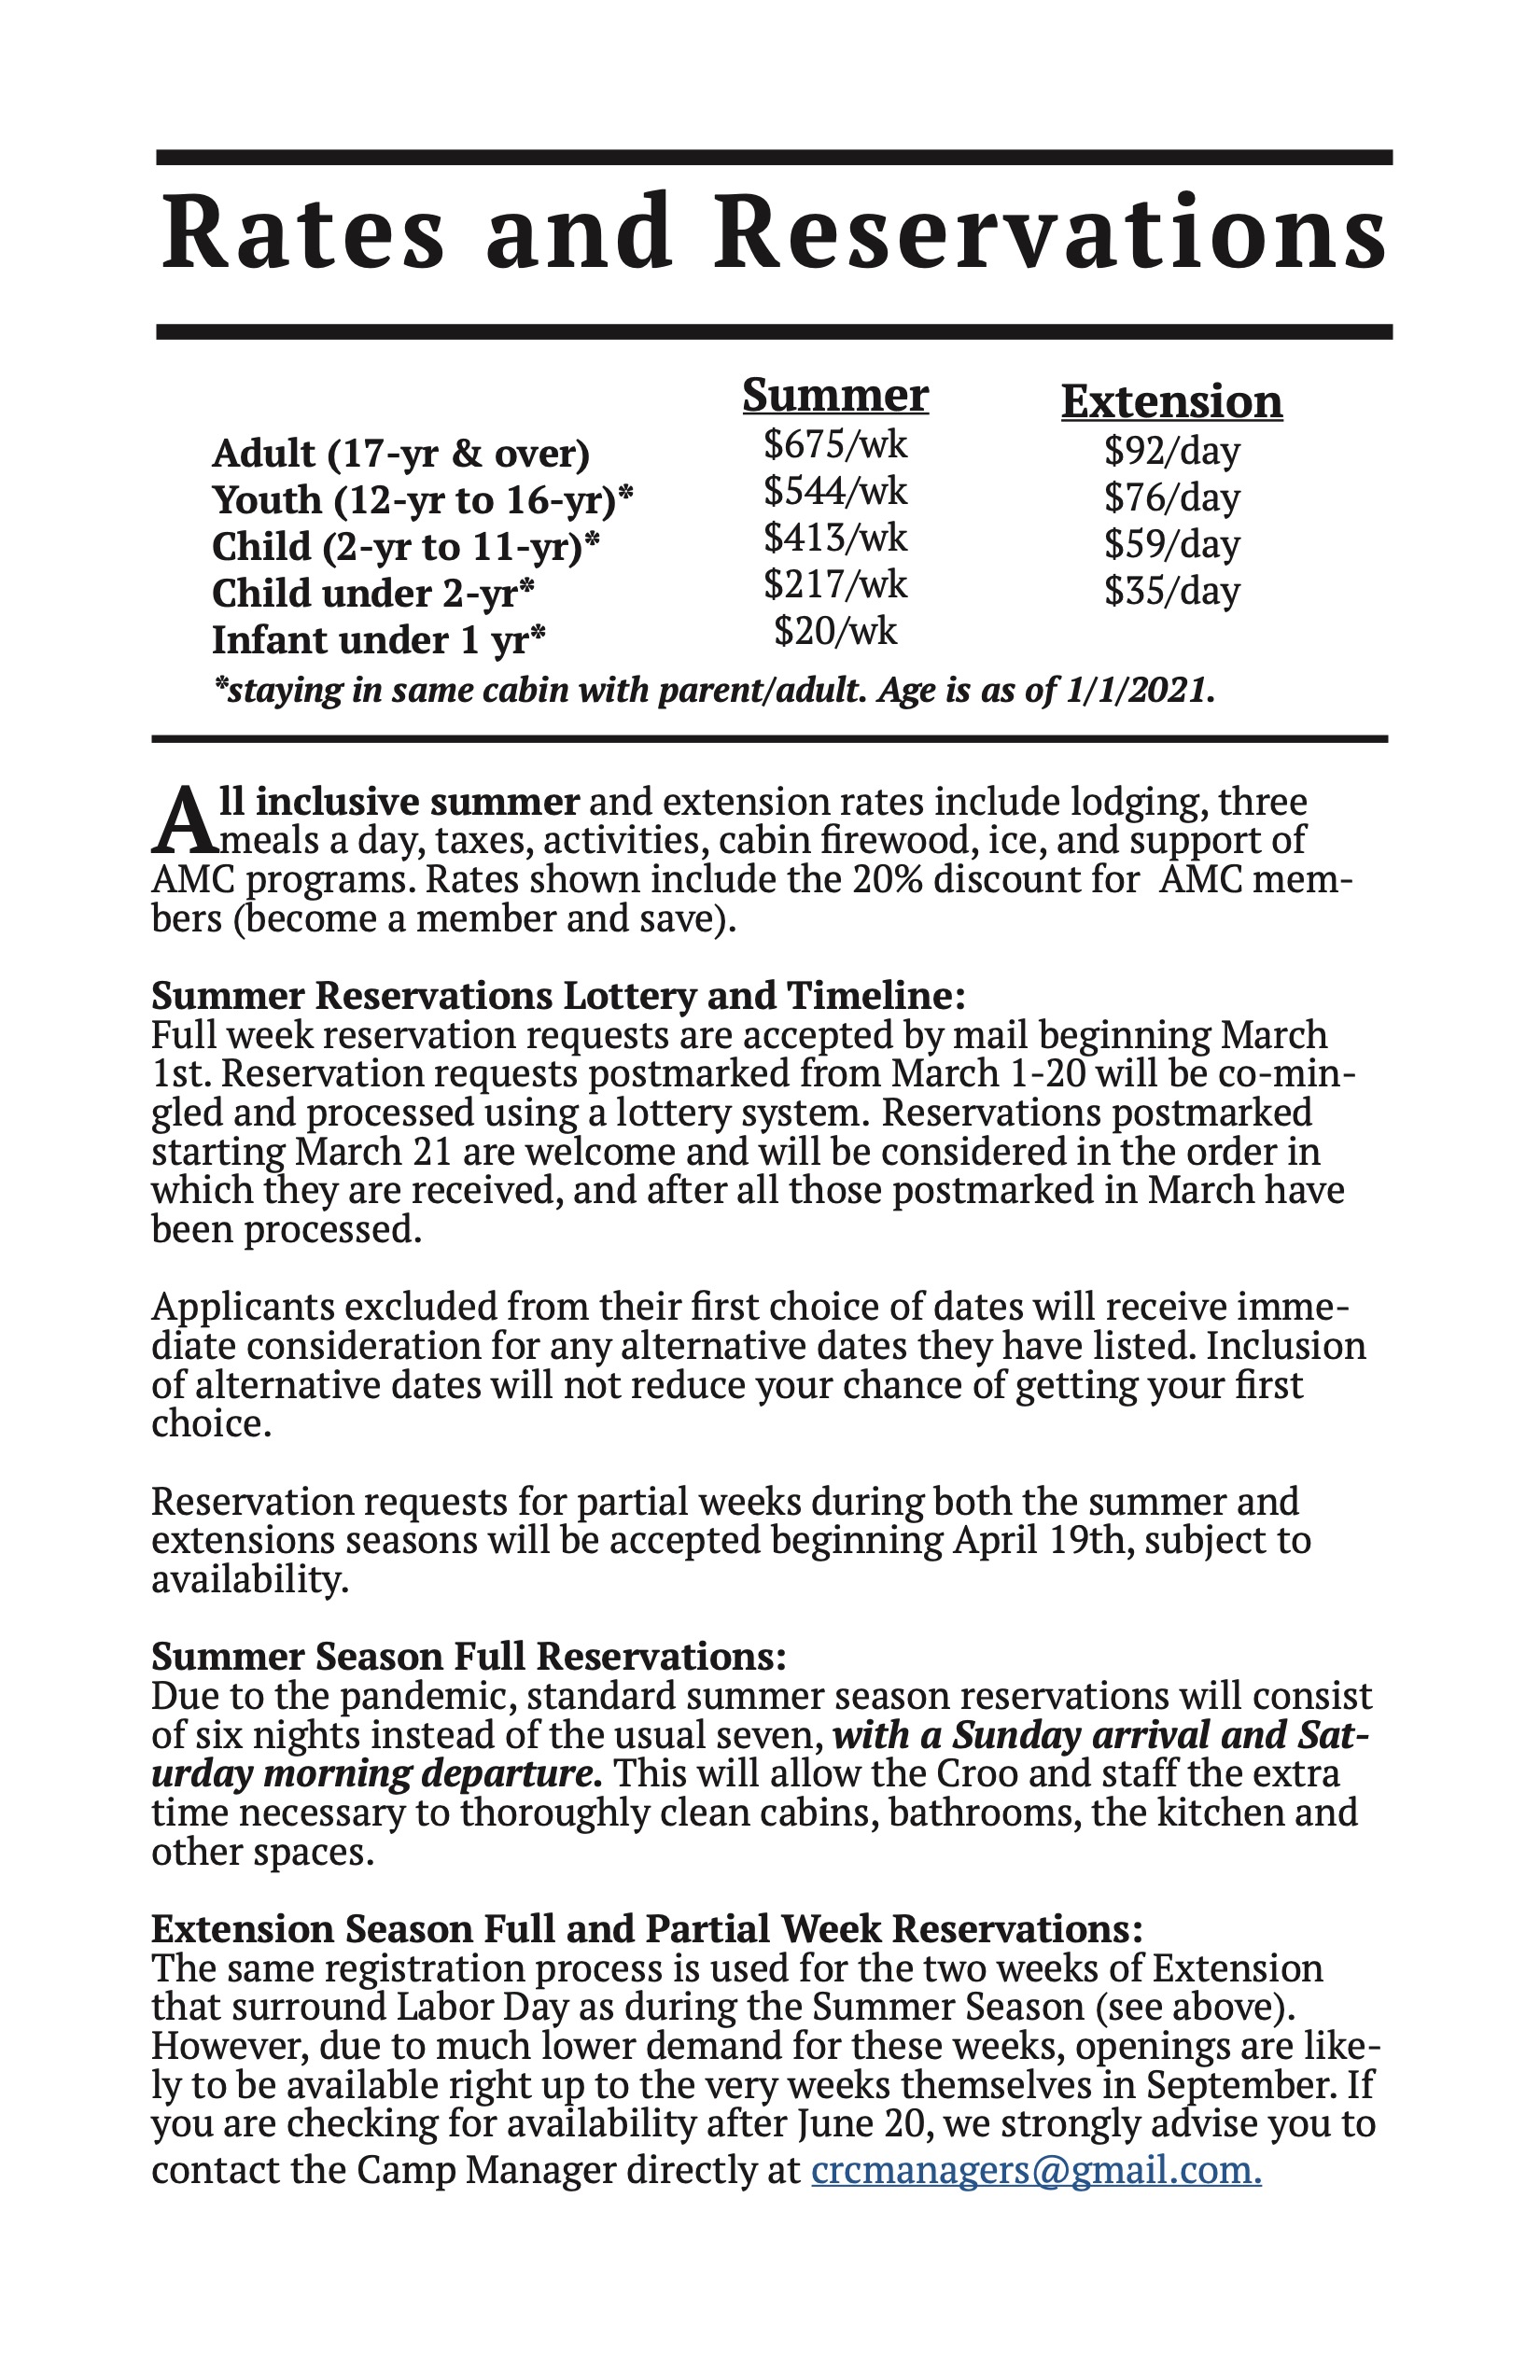 Rates and Reservations
Summer Extension
Adult (17-yr & over) $675/wk $92/day
Youth (12-yr to 16-yr)* $544/wk $76/day
Child (2-yr to 11-yr)* $413/wk $59/day
Child under 2-yr* $217/wk $35/day
Infant under 1 yr* $20/wk
*staying in same cabin with parent/adult. Age is as of 1/1/2021.
All inclusive summer and extension rates include lodging, three
meals a day, taxes, activities, cabin firewood, ice, and support of
AMC programs. Rates shown include the 20% discount for AMC mem-
bers (become a member and save).
Summer Reservations Lottery and Timeline:
Full week reservation requests are accepted by mail beginning March
1st. Reservation requests postmarked from March 1-20 will be co-min-
gled and processed using a lottery system. Reservations postmarked
starting March 21 are welcome and will be considered in the order in
which they are received, and after all those postmarked in March have
been processed.
Applicants excluded from their first choice of dates will receive imme-
diate consideration for any alternative dates they have listed. Inclusion
of alternative dates will not reduce your chance of getting your first
choice.
Reservation requests for partial weeks during both the summer and
extensions seasons will be accepted beginning April 19th, subject to
availability.
Summer Season Full Reservations:
Due to the pandemic, standard summer season reservations will consist
of six nights instead of the usual seven, with a Sunday arrival and Sat-
urday morning departure. This will allow the Croo and staff the extra
time necessary to thoroughly clean cabins, bathrooms, the kitchen and
other spaces.
Extension Season Full and Partial Week Reservations:
The same registration process is used for the two weeks of Extension
that surround Labor Day as during the Summer Season (see above).
However, due to much lower demand for these weeks, openings are like-
ly to be available right up to the very weeks themselves in September. If
you are checking for availability after June 20, we strongly advise you to
contact the Camp Manager directly at crcmanagers@gmail.com.